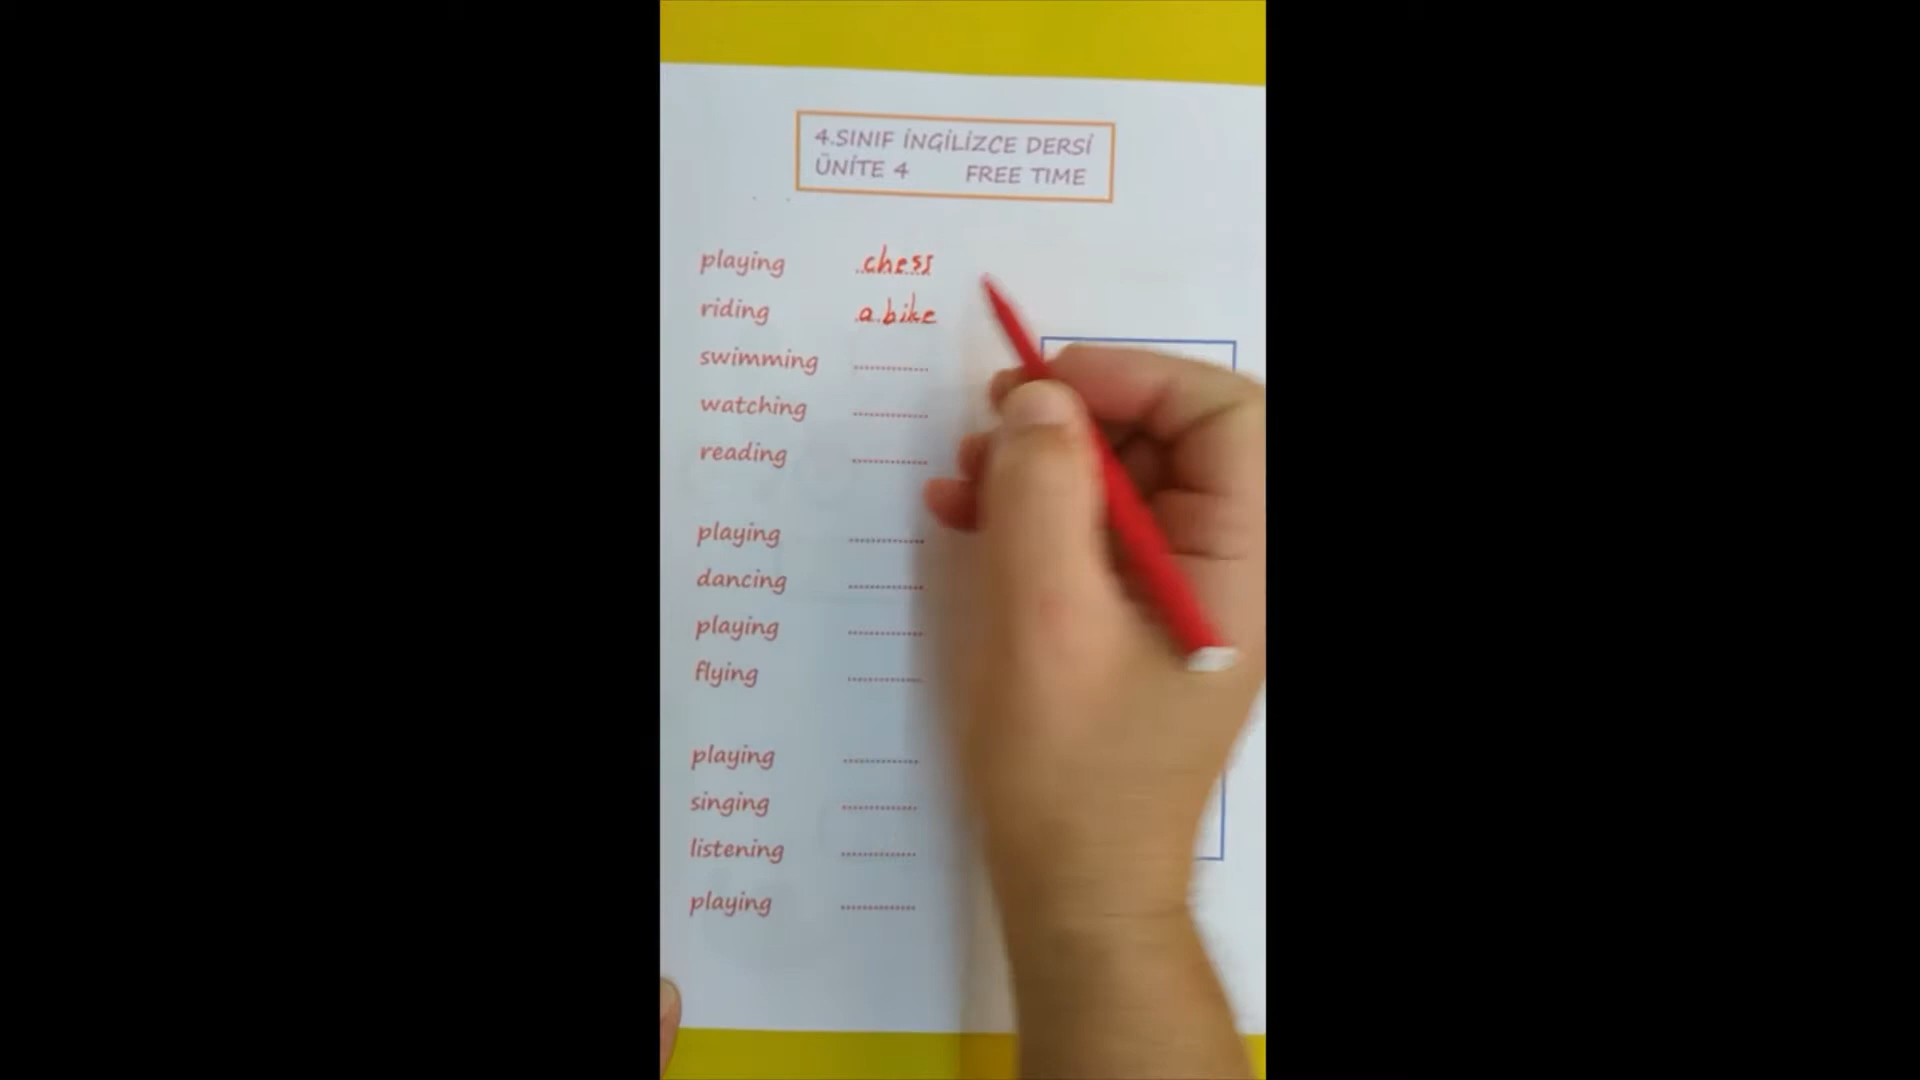 4.SINIF İNGİLİZCE DERSİ
ÜNİTE 4 FREE TIME
playing chess
riding a bike
swimming ..............
watching ..............
reading ..............
playing ..............
dancing ..............
playing ..............
flying ..............
playing ..............
singing ..............
listening ..............
playing ..............